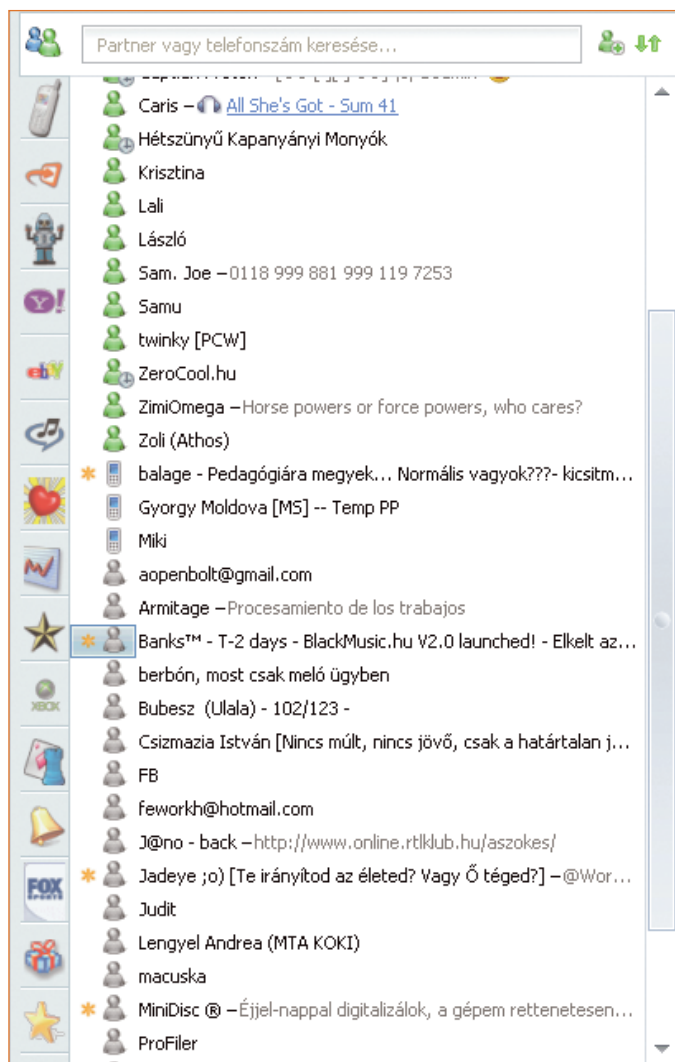 Partner vagy telefonszám keresése...
Caris – All She's Got - Sum 41
Hétszünyű Kapanyányi Monyók
Krisztina
Lali
László
Sam. Joe –0118 999 881 999 119 7253
Samu
twinky [PCW]
ZeroCool.hu
ZimiOmega –Horse powers or force powers, who cares?
Zoli (Athos)
balage - Pedagógiára megyek... Normális vagyok???- kicsitm...
Gyorgy Moldova [MS] -- Temp PP
Miki
aopenbolt@gmail.com
Armitage –Procesamiento de los trabajos
Banks™ - T-2 days - BlackMusic.hu V2.0 launched! - Elkelt az...
berbón, most csak meló ügyben
Bubesz (Ulala) - 102/123 -
Csizmazia István [Nincs múlt, nincs jövő, csak a határtalan j...
FB
feworkh@hotmail.com
J@no - back –http://www.online.rtlklub.hu/aszokes/
Jadeye ;o) [Te irányítod az életed? Vagy Ő téged?] –@Wor...
Judit
Lengyel Andrea (MTA KOKI)
macuska
MiniDisc ® –Éjjel-nappal digitalizálok, a gépem rettenetesen...
ProFiler
Y!
ebY
XBOX
FOX
SPORTS